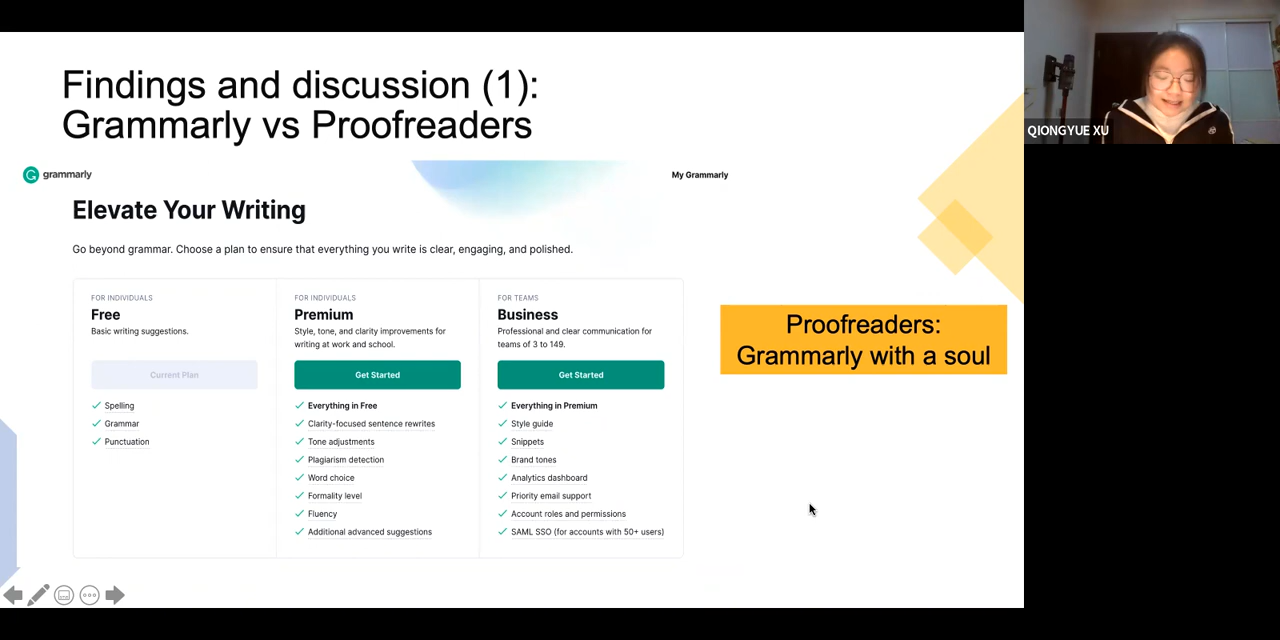 Findings and discussion (1):
Grammarly vs Proofreaders
grammarly
My Grammarly
Elevate Your Writing
Go beyond grammar. Choose a plan to ensure that everything you write is clear, engaging, and polished.
FOR INDIVIDUALS
Free
Basic writing suggestions.
Current Plan
Spelling
Grammar
Punctuation
FOR INDIVIDUALS
Premium
Style, tone, and clarity improvements for
writing at work and school.
Get Started
Everything in Free
Clarity-focused sentence rewrites
Tone adjustments
Plagiarism detection
Word choice
Formality level
Fluency
Additional advanced suggestions
FOR TEAMS
Business
Professional and clear communication for
teams of 3 to 149.
Get Started
Everything in Premium
Style guide
Snippets
Brand tones
Analytics dashboard
Priority email support
Account roles and permissions
SAML SSO (for accounts with 50+ users)
Proofreaders:
Grammarly with a soul
QIONGYUE XU